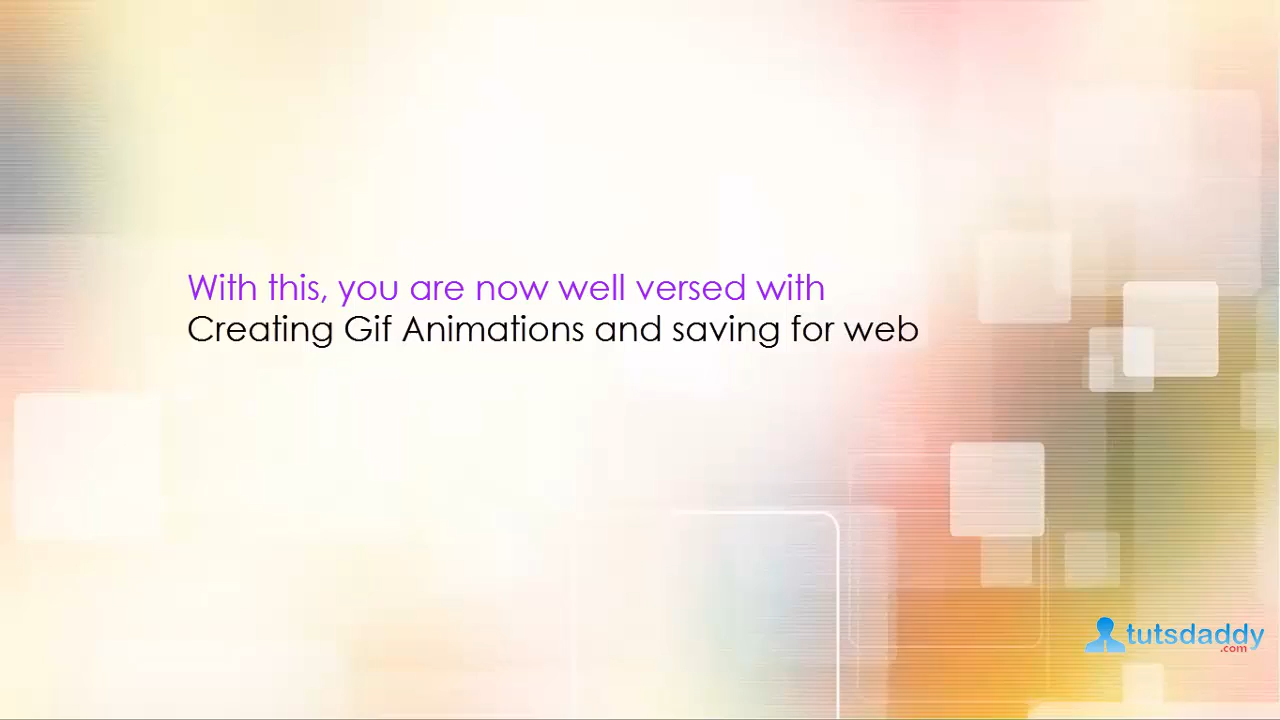 With this, you are now well versed with
Creating Gif Animations and saving for web
tutsdaddy
.com